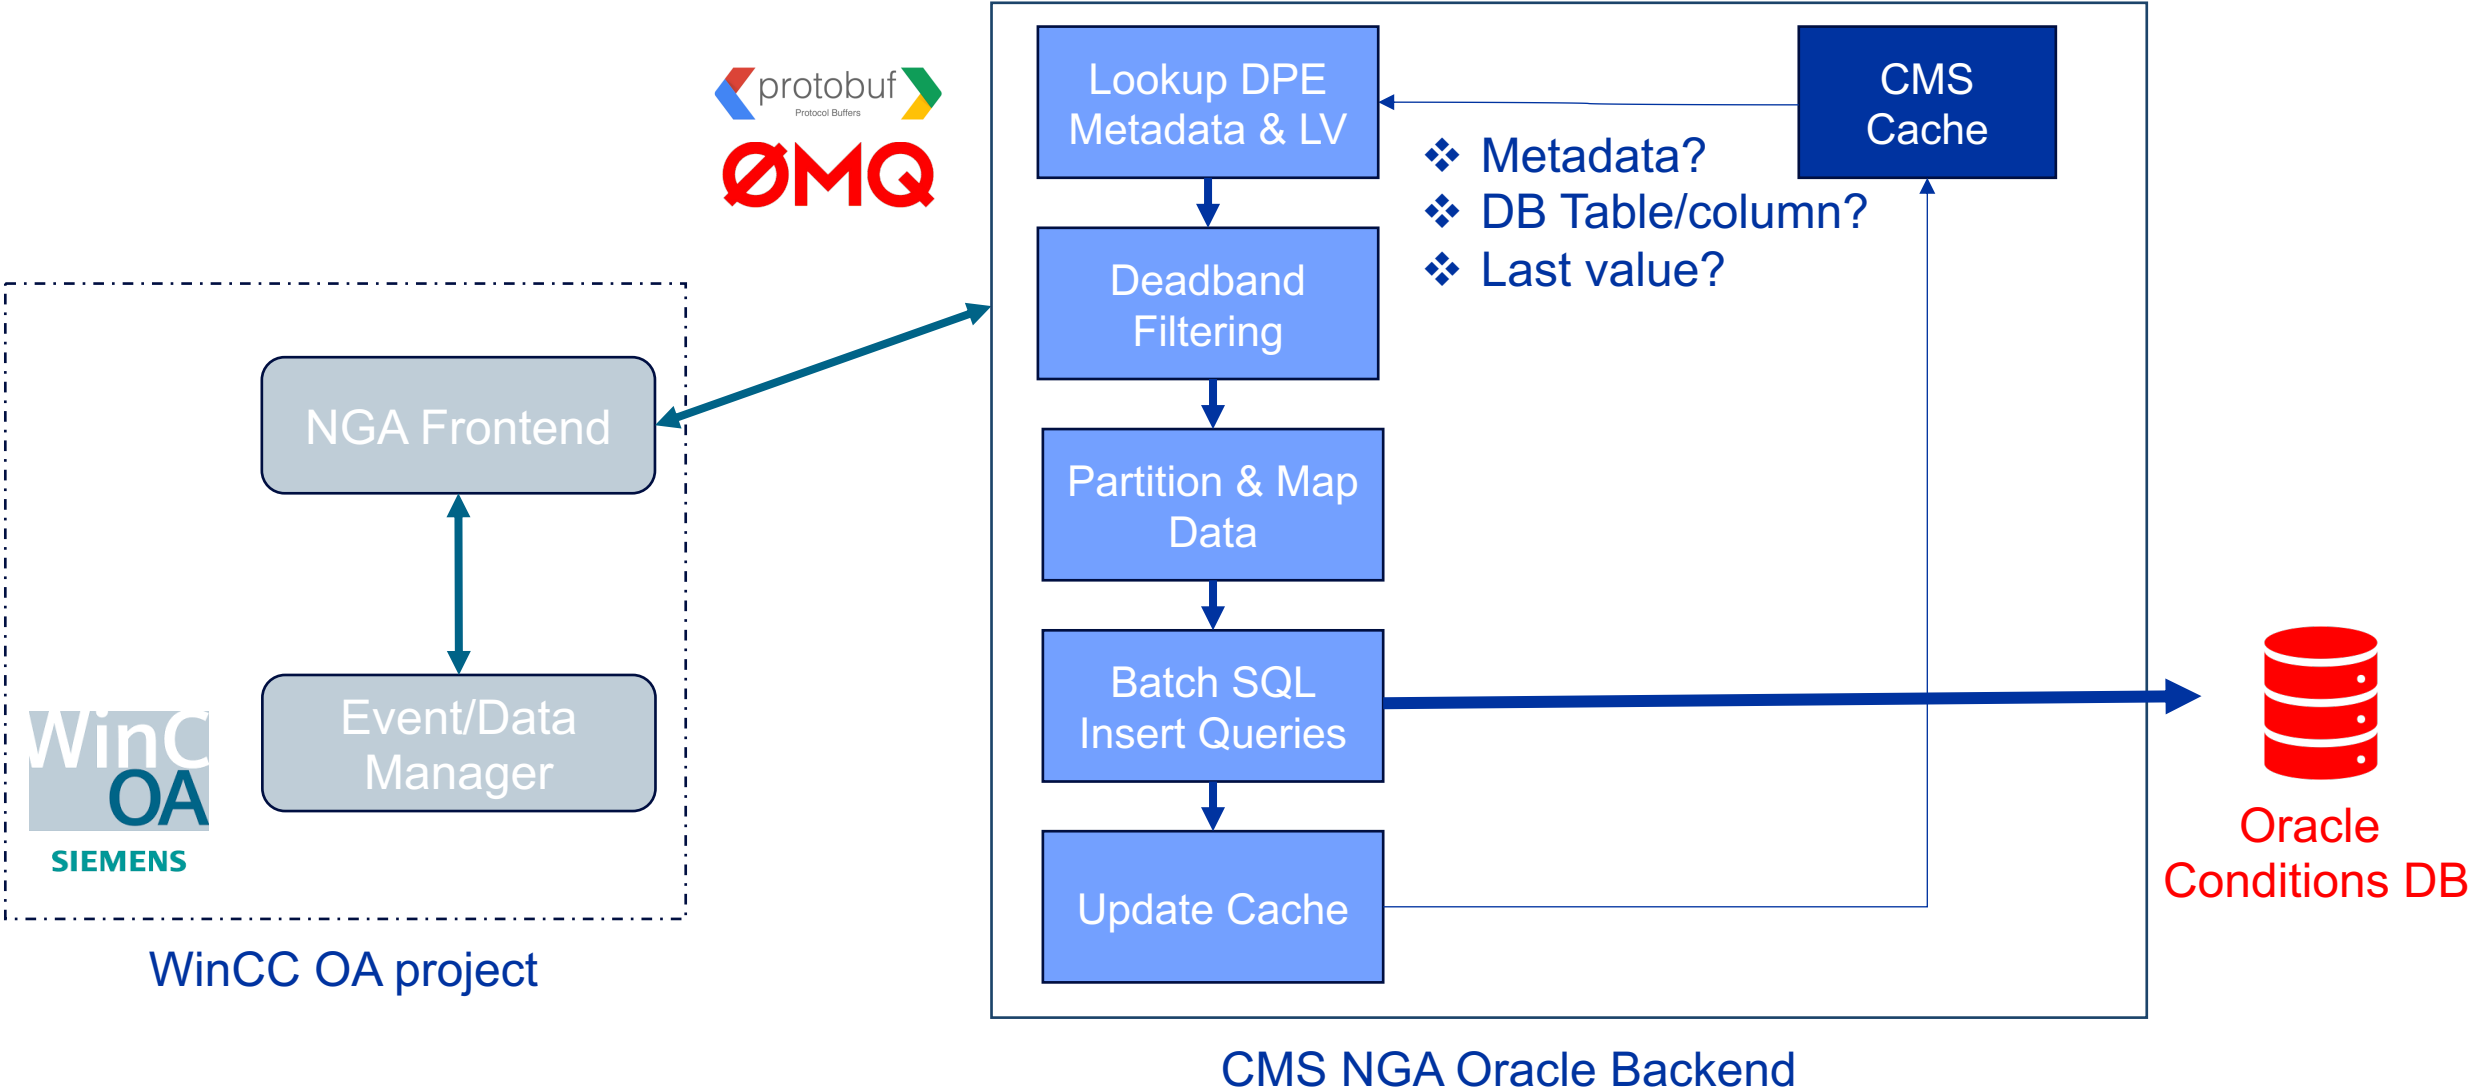 protobuf
Protocol Buffers
ØMQ
NGA Frontend
Event/Data
Manager
WinC
OA
SIEMENS
WinCC OA project
Lookup DPE
Metadata & LV
CMS
Cache
❖ Metadata?
❖ DB Table/column?
❖ Last value?
Deadband
Filtering
Partition & Map
Data
Batch SQL
Insert Queries
Update Cache
Oracle
Conditions DB
CMS NGA Oracle Backend